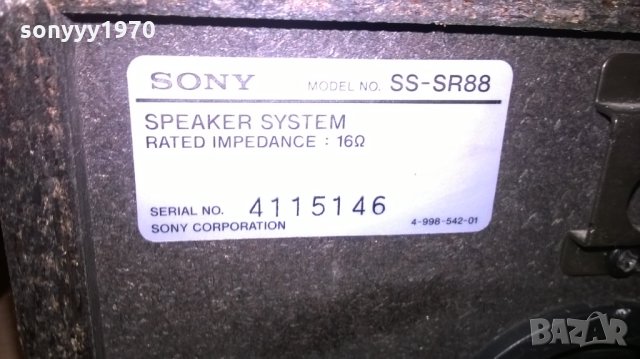 sonyyy1970
SONY MODEL NO. SS-SR88
SPEAKER SYSTEM
RATED IMPEDANCE : 16Ω
SERIAL NO. 4115146
SONY CORPORATION 4-998-542-01
BAZAR